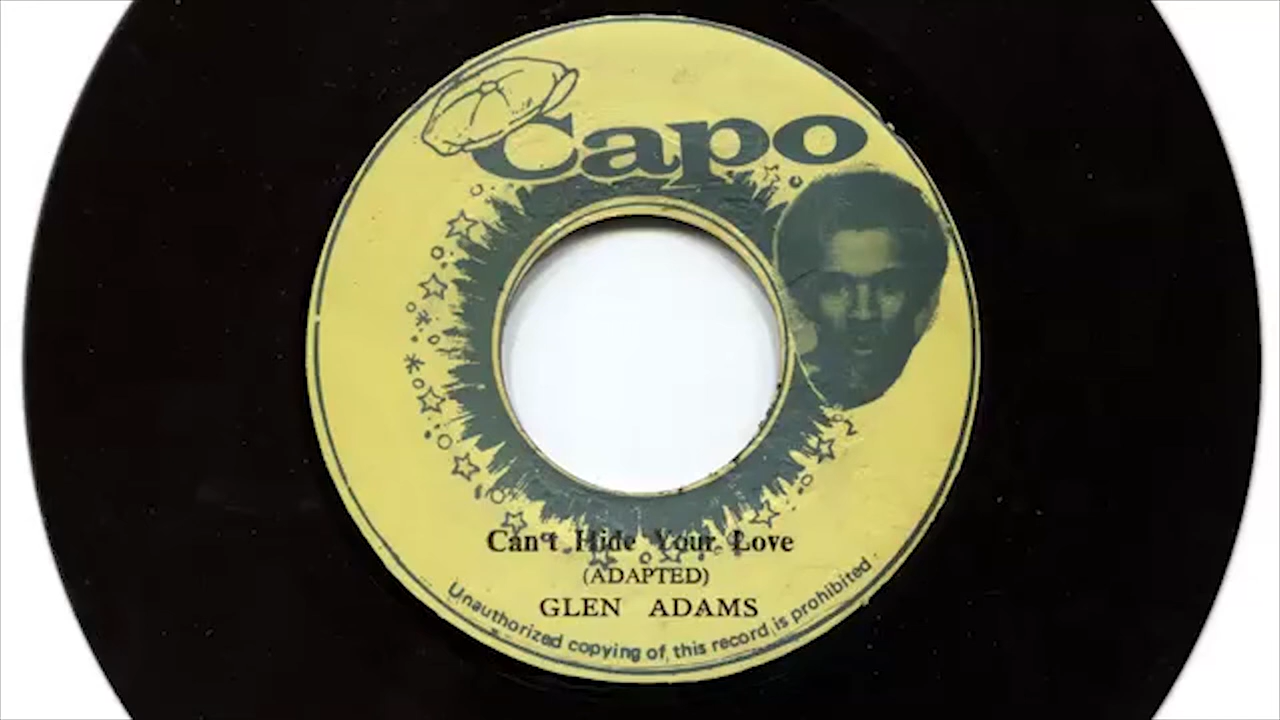 Capo
Can't Hide Your Love
(ADAPTED)
GLEN ADAMS
Unauthorized copying of this record is prohibited